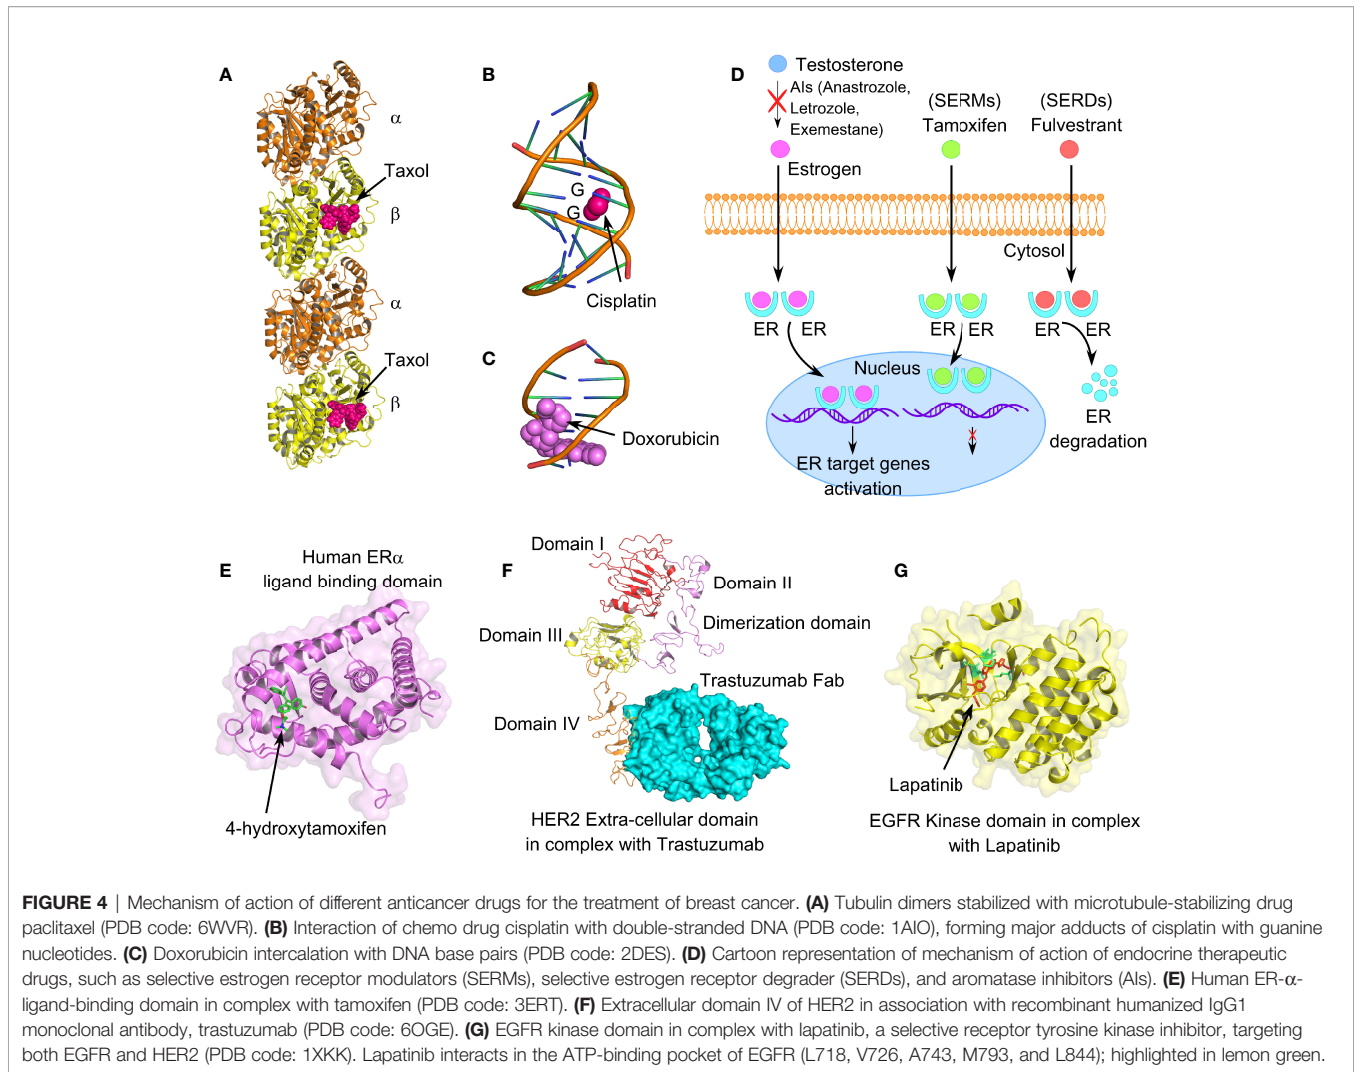 A
α
Taxol
β
α
Taxol
β
B
G
G
Cisplatin
C
Doxorubicin
D
Testosterone
AIs (Anastrozole,
Letrozole,
Exemestane)
Estrogen
(SERMs)
Tamoxifen
(SERDs)
Fulvestrant
Cytosol
ER
ER
ER
ER
ER
ER
Nucleus
ER target genes
activation
ER
degradation
E
Human ERα
ligand binding domain
4-hydroxytamoxifen
F
Domain I
Domain II
Dimerization domain
Domain III
Trastuzumab Fab
Domain IV
HER2 Extra-cellular domain
in complex with Trastuzumab
G
Lapatinib
EGFR Kinase domain in complex
with Lapatinib
FIGURE 4 | Mechanism of action of different anticancer drugs for the treatment of breast cancer. (A) Tubulin dimers stabilized with microtubule-stabilizing drug
paclitaxel (PDB code: 6WVR). (B) Interaction of chemo drug cisplatin with double-stranded DNA (PDB code: 1AIO), forming major adducts of cisplatin with guanine
nucleotides. (C) Doxorubicin intercalation with DNA base pairs (PDB code: 2DES). (D) Cartoon representation of mechanism of action of endocrine therapeutic
drugs, such as selective estrogen receptor modulators (SERMs), selective estrogen receptor degrader (SERDs), and aromatase inhibitors (AIs). (E) Human ER-α-
ligand-binding domain in complex with tamoxifen (PDB code: 3ERT). (F) Extracellular domain IV of HER2 in association with recombinant humanized IgG1
monoclonal antibody, trastuzumab (PDB code: 6OGE). (G) EGFR kinase domain in complex with lapatinib, a selective receptor tyrosine kinase inhibitor, targeting
both EGFR and HER2 (PDB code: 1XKK). Lapatinib interacts in the ATP-binding pocket of EGFR (L718, V726, A743, M793, and L844); highlighted in lemon green.